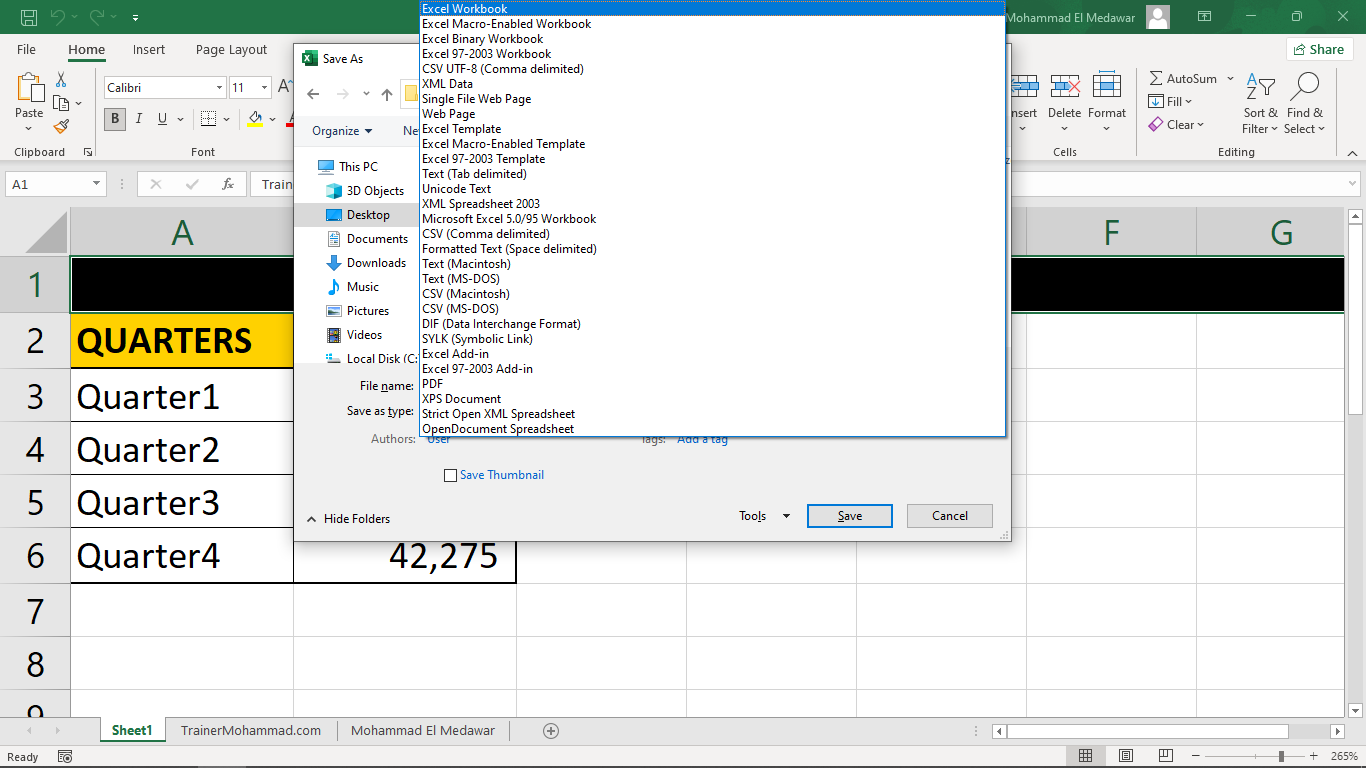 Mohammad El Medawar
File
Home
Insert
Page Layout
Share
Paste
Clipboard
Calibri
11
A
B
I
U
Font
Insert
Delete
Format
Cells
AutoSum
Fill
Clear
Sort &
Filter
Find &
Select
Editing
A1
fx
Train
Save As
Organize
Ne
This PC
3D Objects
Desktop
Documents
Downloads
Music
Pictures
Videos
Local Disk (C:
File name:
Save as type:
Excel Workbook
Excel Macro-Enabled Workbook
Excel Binary Workbook
Excel 97-2003 Workbook
CSV UTF-8 (Comma delimited)
XML Data
Single File Web Page
Web Page
Excel Template
Excel Macro-Enabled Template
Excel 97-2003 Template
Text (Tab delimited)
Unicode Text
XML Spreadsheet 2003
Microsoft Excel 5.0/95 Workbook
CSV (Comma delimited)
Formatted Text (Space delimited)
Text (Macintosh)
Text (MS-DOS)
CSV (Macintosh)
CSV (MS-DOS)
DIF (Data Interchange Format)
SYLK (Symbolic Link)
Excel Add-in
Excel 97-2003 Add-in
PDF
XPS Document
Strict Open XML Spreadsheet
OpenDocument Spreadsheet
Authors: User
Tags: Add a tag
Save Thumbnail
Hide Folders
Tools
Save
Cancel
A F G
1
2 QUARTERS
3 Quarter1
4 Quarter2
5 Quarter3
6 Quarter4 42,275
7
8
9
Sheet1
TrainerMohammad.com
Mohammad El Medawar
Ready
265%